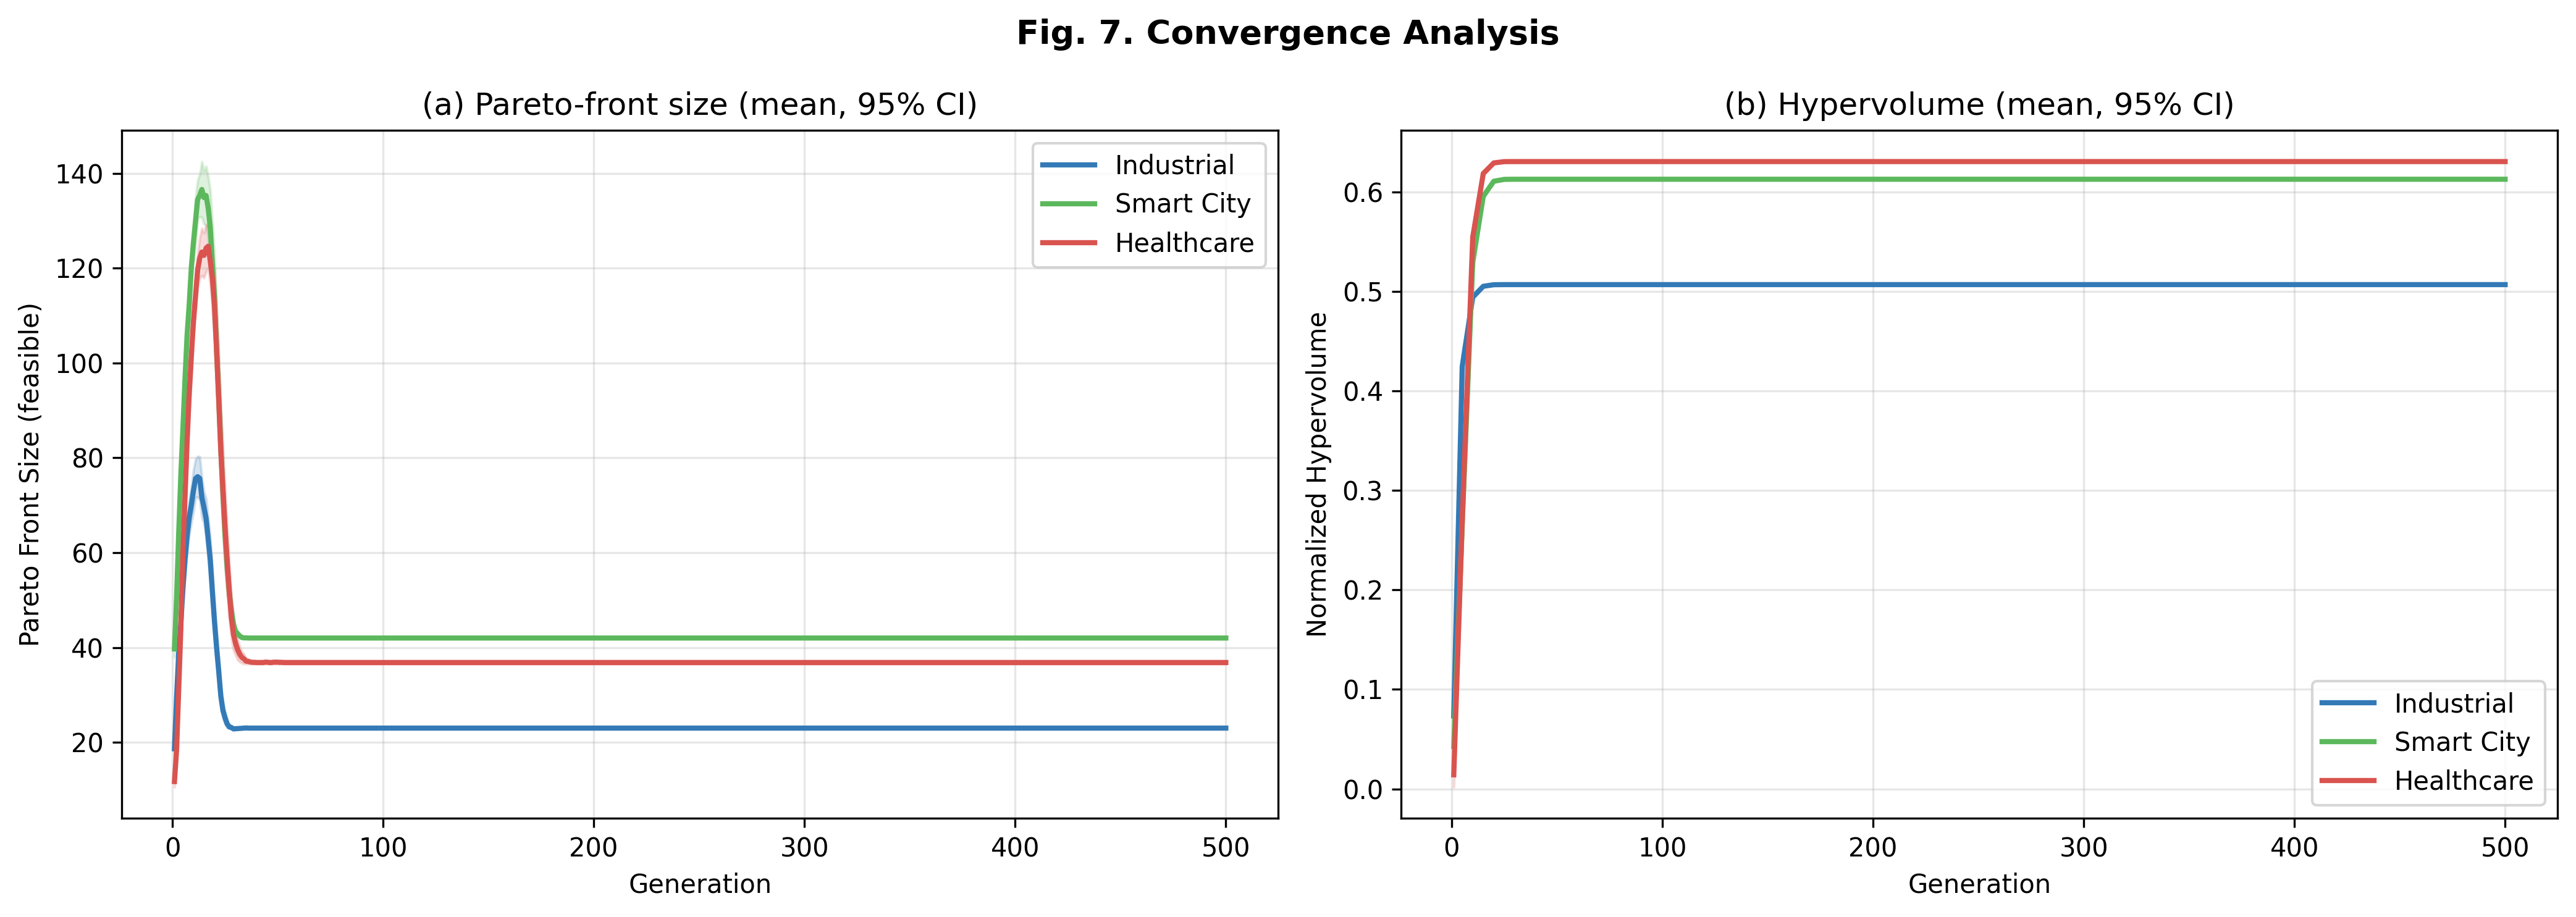 Fig. 7. Convergence Analysis
(a) Pareto-front size (mean, 95% CI)
Pareto Front Size (feasible)
140
120
100
80
60
40
20
0
100
200
300
400
500
Generation
Industrial
Smart City
Healthcare
(b) Hypervolume (mean, 95% CI)
Normalized Hypervolume
0.6
0.5
0.4
0.3
0.2
0.1
0.0
0
100
200
300
400
500
Generation
Industrial
Smart City
Healthcare